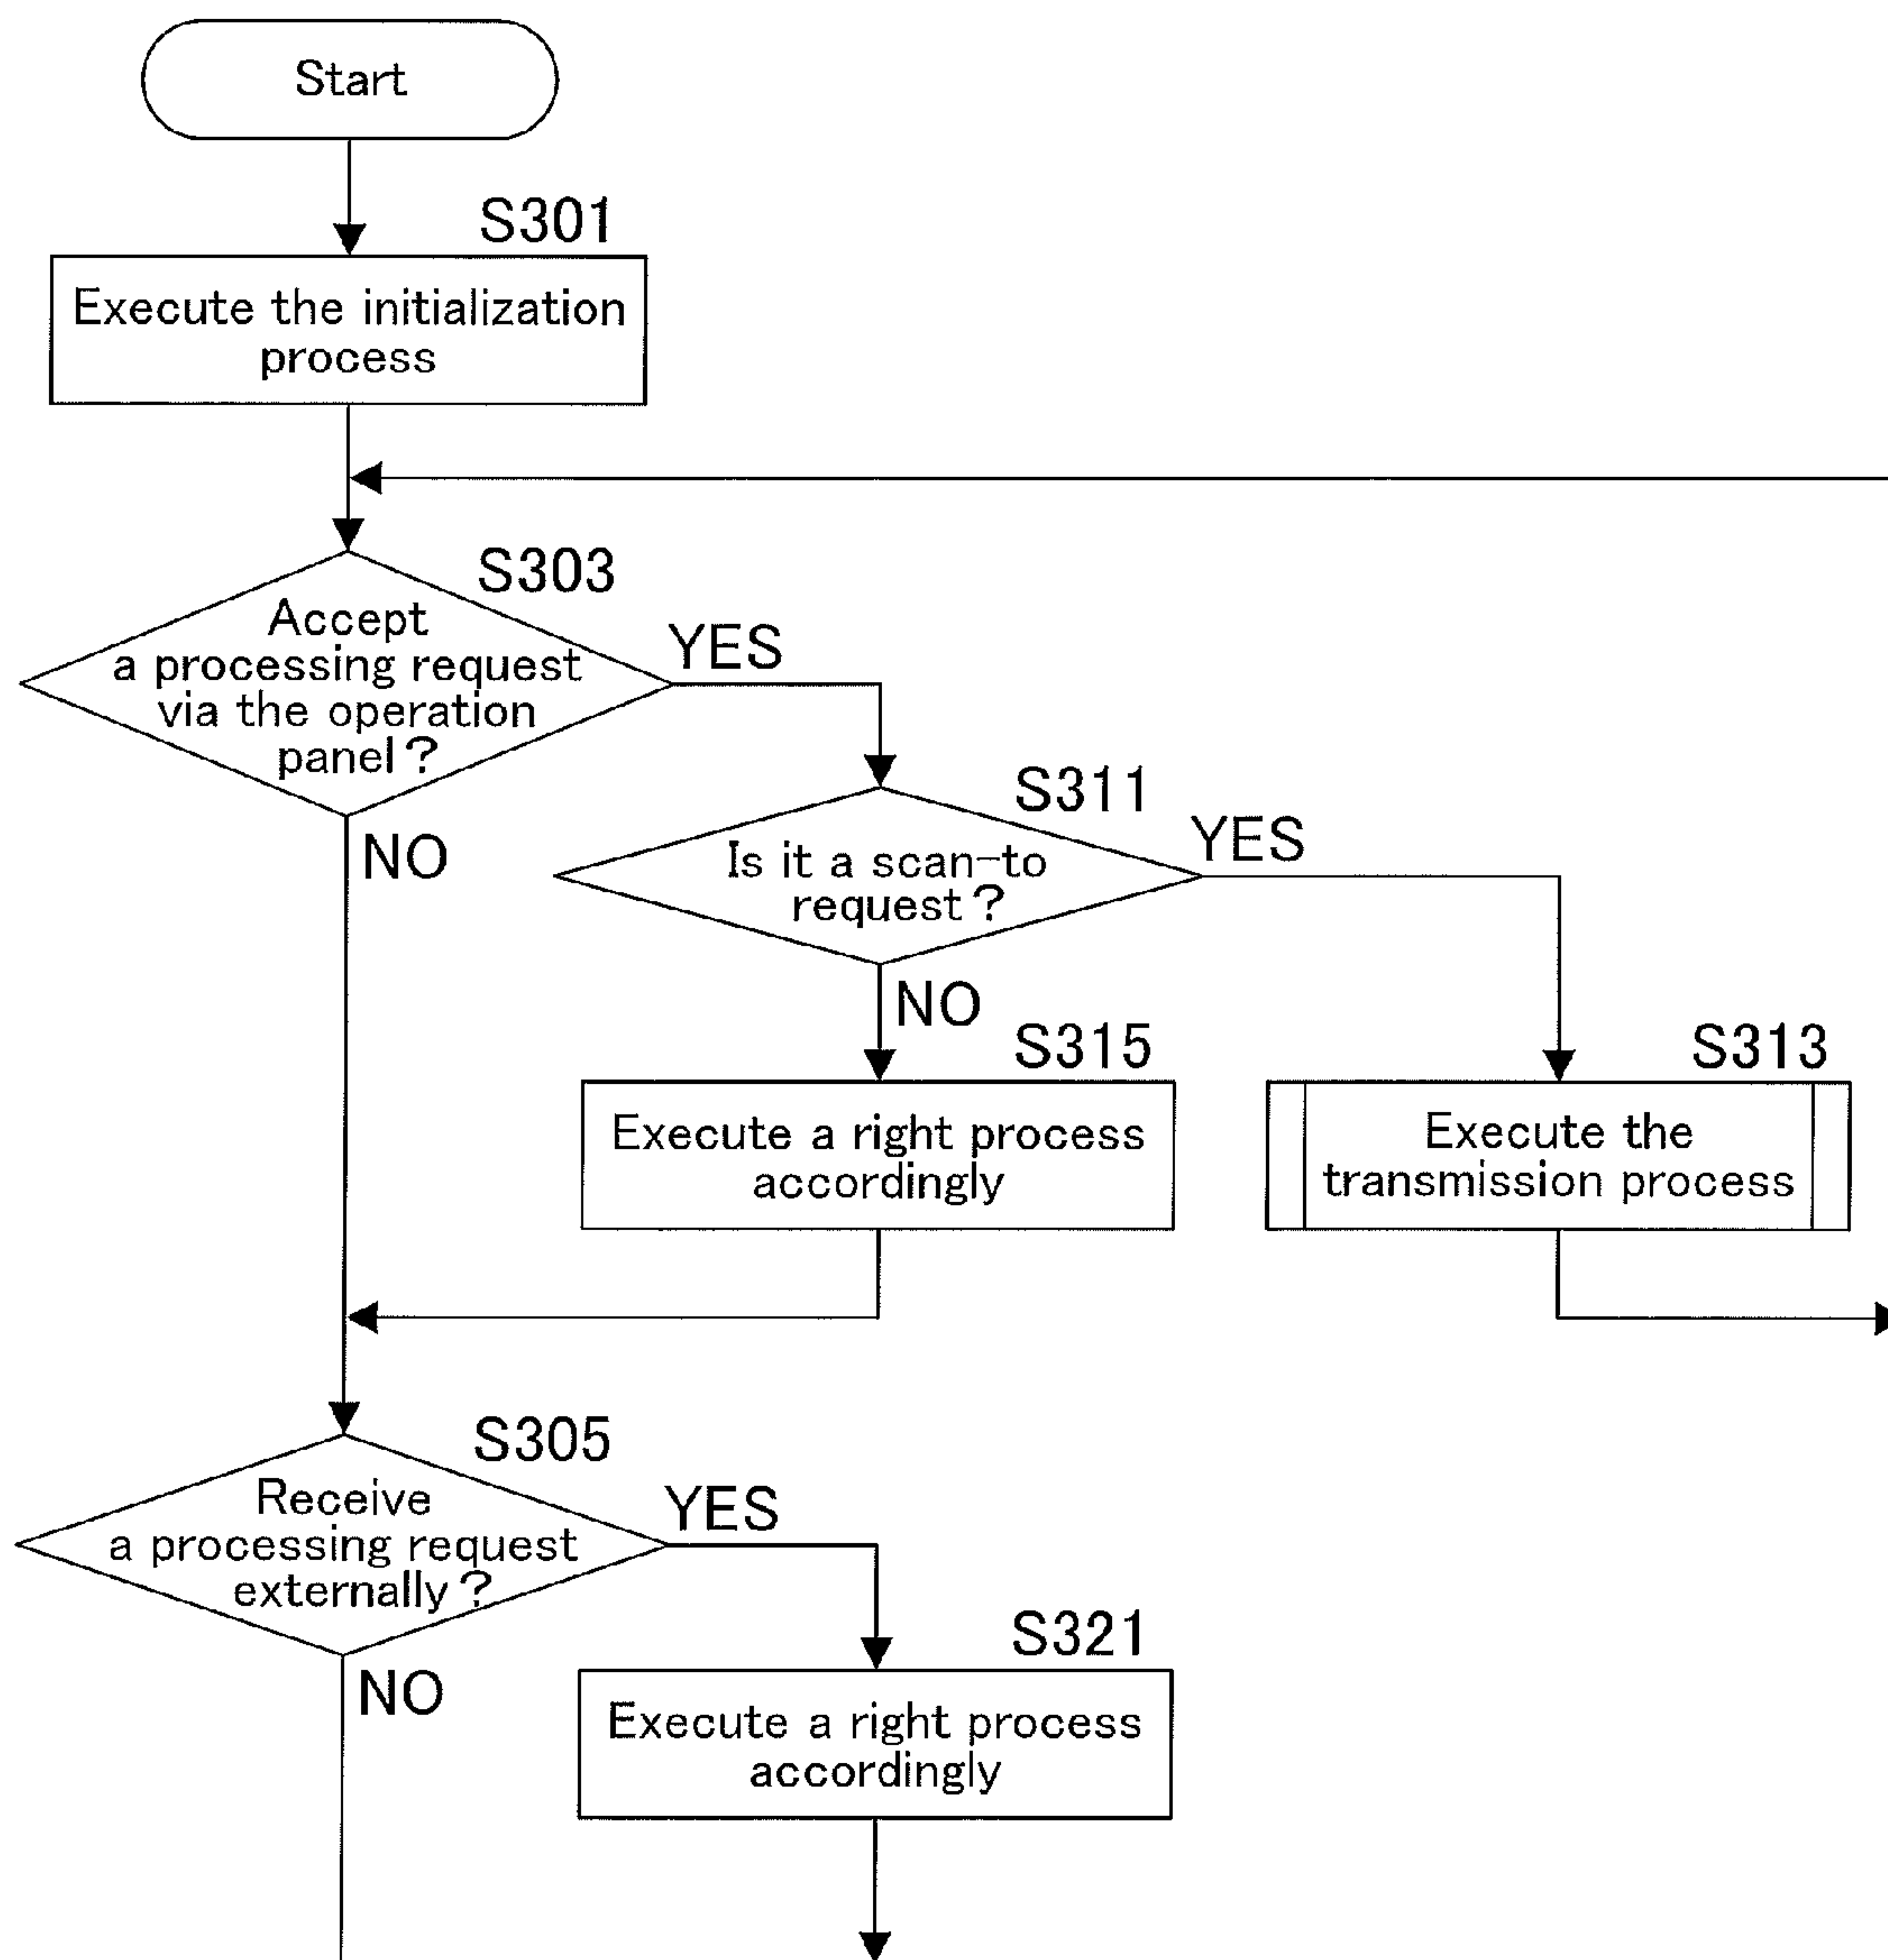 Start
S301
Execute the initialization
process
S303
Accept
a processing request
via the operation
panel?
YES
NO
S311
Is it a scan-to
request?
YES
NO
S315
Execute a right process
accordingly
S313
Execute the
transmission process
S305
Receive
a processing request
externally?
YES
NO
S321
Execute a right process
accordingly